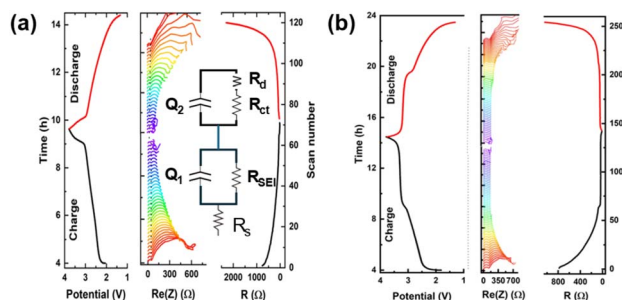 (a)
14
12
10
8
6
4
Time (h)
Discharge
Charge
4 3 2
Potential (V)
0 300 600
Re(Z) (Ω)
Q2
Rd
Rct
Q1
RSEI
Rs
2000 1000 0
R (Ω)
120
100
80
60
40
20
0
Scan number
(b)
24
20
16
12
8
4
Time (h)
Discharge
Charge
4 3 2 1
Potential (V)
0 350 700
Re(Z) (Ω)
800 400 0
R (Ω)
250
200
150
100
50
0